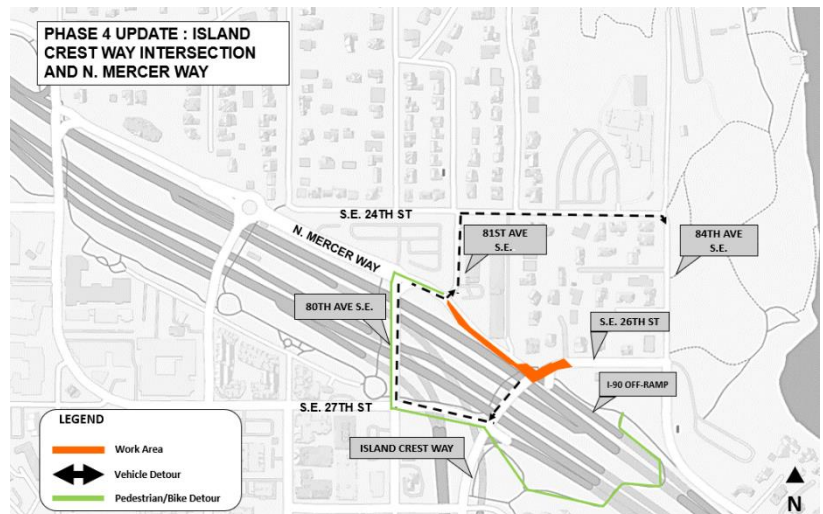 PHASE 4 UPDATE : ISLAND
CREST WAY INTERSECTION
AND N. MERCER WAY
S.E. 24TH ST
N. MERCER WAY
81ST AVE
S.E.
84TH AVE
S.E.
80TH AVE S.E.
S.E. 26TH ST
I-90 OFF-RAMP
S.E. 27TH ST
ISLAND CREST WAY
LEGEND
Work Area
Vehicle Detour
Pedestrian/Bike Detour
N